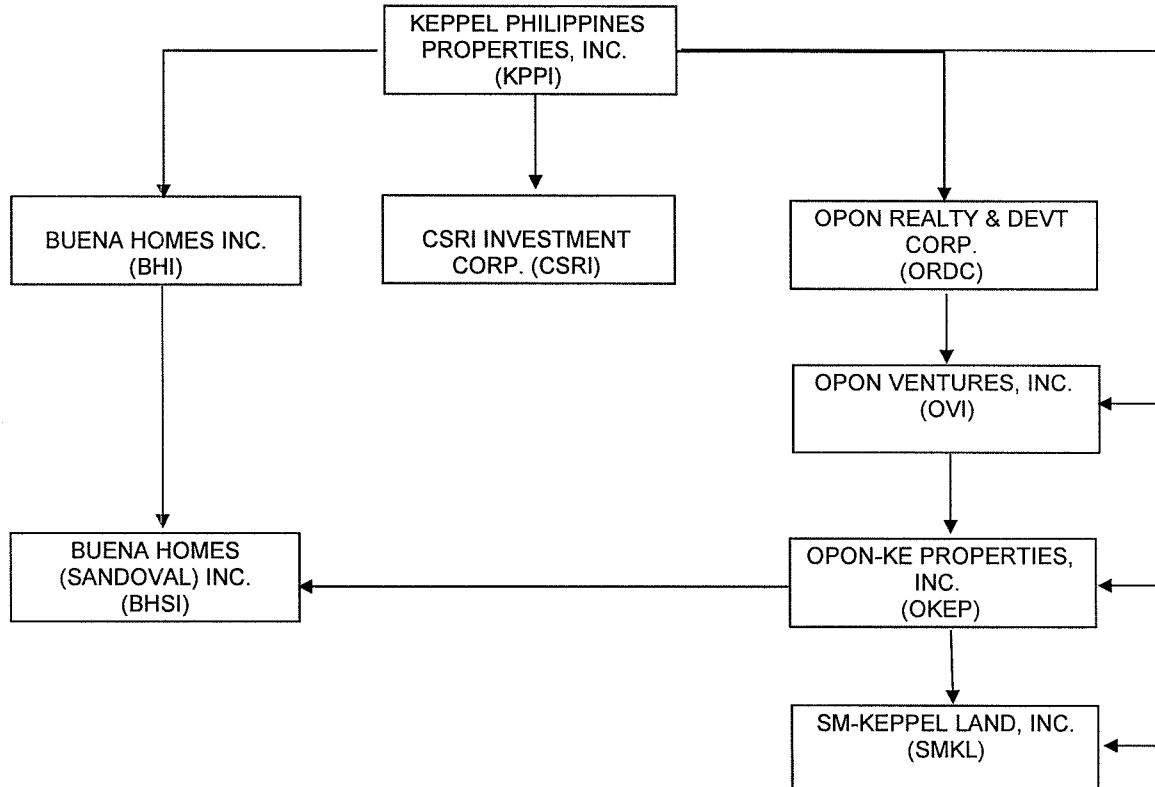 KEPPEL PHILIPPINES
PROPERTIES, INC.
(KPPI)
BUENA HOMES INC.
(BHI)
CSRI INVESTMENT
CORP. (CSRI)
OPON REALTY & DEVT
CORP.
(ORDC)
OPON VENTURES, INC.
(OVI)
BUENA HOMES
(SANDOVAL) INC.
(BHSI)
OPON-KE PROPERTIES,
INC.
(OKEP)
SM-KEPPEL LAND, INC.
(SMKL)